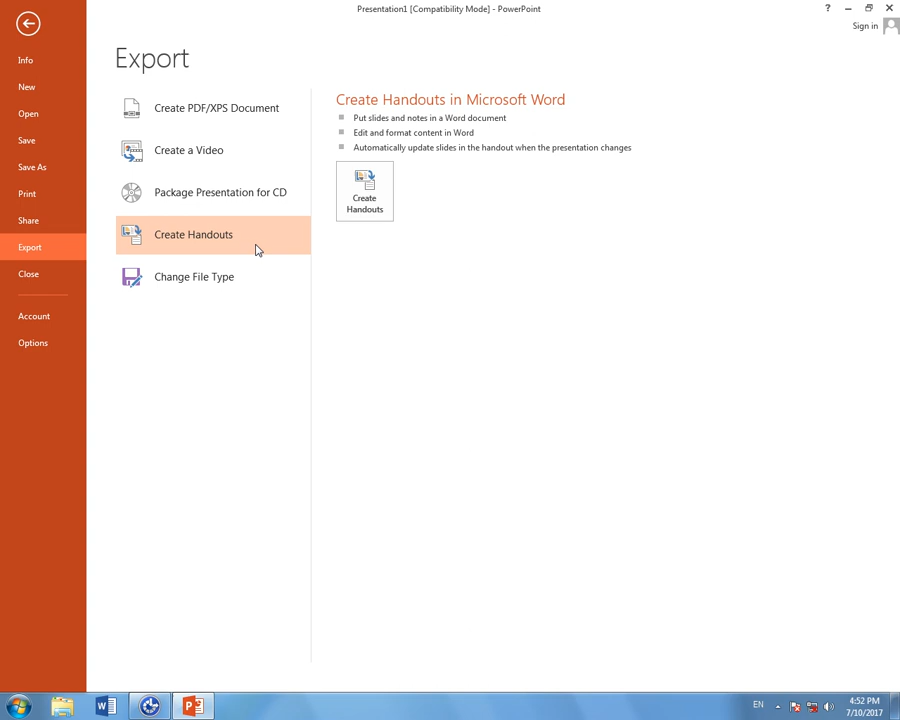 Presentation1 [Compatibility Mode] - PowerPoint
?
Sign in
Info
New
Open
Save
Save As
Print
Share
Export
Close
Account
Options
Export
Create PDF/XPS Document
Create a Video
Package Presentation for CD
Create Handouts
Change File Type
Create Handouts in Microsoft Word
Put slides and notes in a Word document
Edit and format content in Word
Automatically update slides in the handout when the presentation changes
Create
Handouts
EN
4:52 PM
7/10/2017